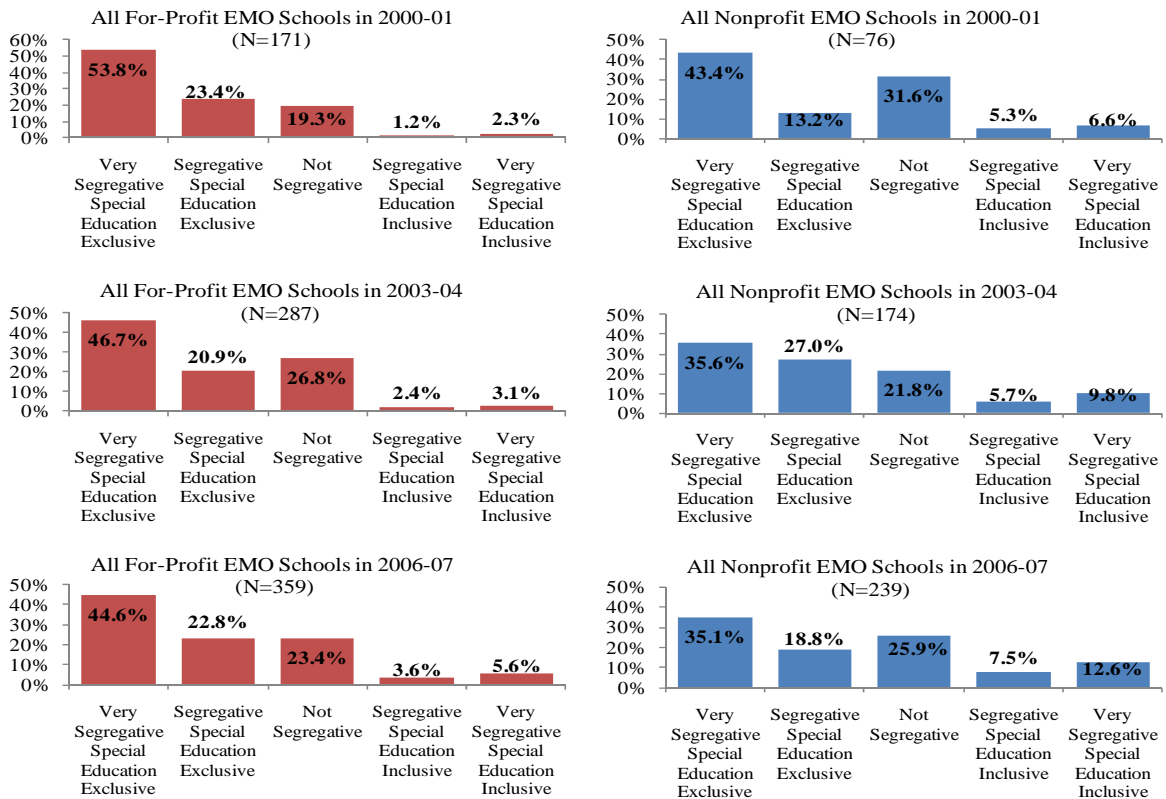 All For-Profit EMO Schools in 2000-01
(N=171)
60%
50%
40%
30%
20%
10%
0%
53.8%
23.4%
19.3%
1.2%
2.3%
Very
Segregative
Special
Education
Exclusive
Segregative
Special
Education
Exclusive
Not
Segregative
Segregative
Special
Education
Inclusive
Very
Segregative
Special
Education
Inclusive
All Nonprofit EMO Schools in 2000-01
(N=76)
50%
40%
30%
20%
10%
0%
43.4%
13.2%
31.6%
5.3%
6.6%
Very
Segregative
Special
Education
Exclusive
Segregative
Special
Education
Exclusive
Not
Segregative
Segregative
Special
Education
Inclusive
Very
Segregative
Special
Education
Inclusive
All For-Profit EMO Schools in 2003-04
(N=287)
50%
40%
30%
20%
10%
0%
46.7%
20.9%
26.8%
2.4%
3.1%
Very
Segregative
Special
Education
Exclusive
Segregative
Special
Education
Exclusive
Not
Segregative
Segregative
Special
Education
Inclusive
Very
Segregative
Special
Education
Inclusive
All Nonprofit EMO Schools in 2003-04
(N=174)
50%
40%
30%
20%
10%
0%
35.6%
27.0%
21.8%
5.7%
9.8%
Very
Segregative
Special
Education
Exclusive
Segregative
Special
Education
Exclusive
Not
Segregative
Segregative
Special
Education
Inclusive
Very
Segregative
Special
Education
Inclusive
All For-Profit EMO Schools in 2006-07
(N=359)
50%
40%
30%
20%
10%
0%
44.6%
22.8%
23.4%
3.6%
5.6%
Very
Segregative
Special
Education
Exclusive
Segregative
Special
Education
Exclusive
Not
Segregative
Segregative
Special
Education
Inclusive
Very
Segregative
Special
Education
Inclusive
All Nonprofit EMO Schools in 2006-07
(N=239)
50%
40%
30%
20%
10%
0%
35.1%
18.8%
25.9%
7.5%
12.6%
Very
Segregative
Special
Education
Exclusive
Segregative
Special
Education
Exclusive
Not
Segregative
Segregative
Special
Education
Inclusive
Very
Segregative
Special
Education
Inclusive